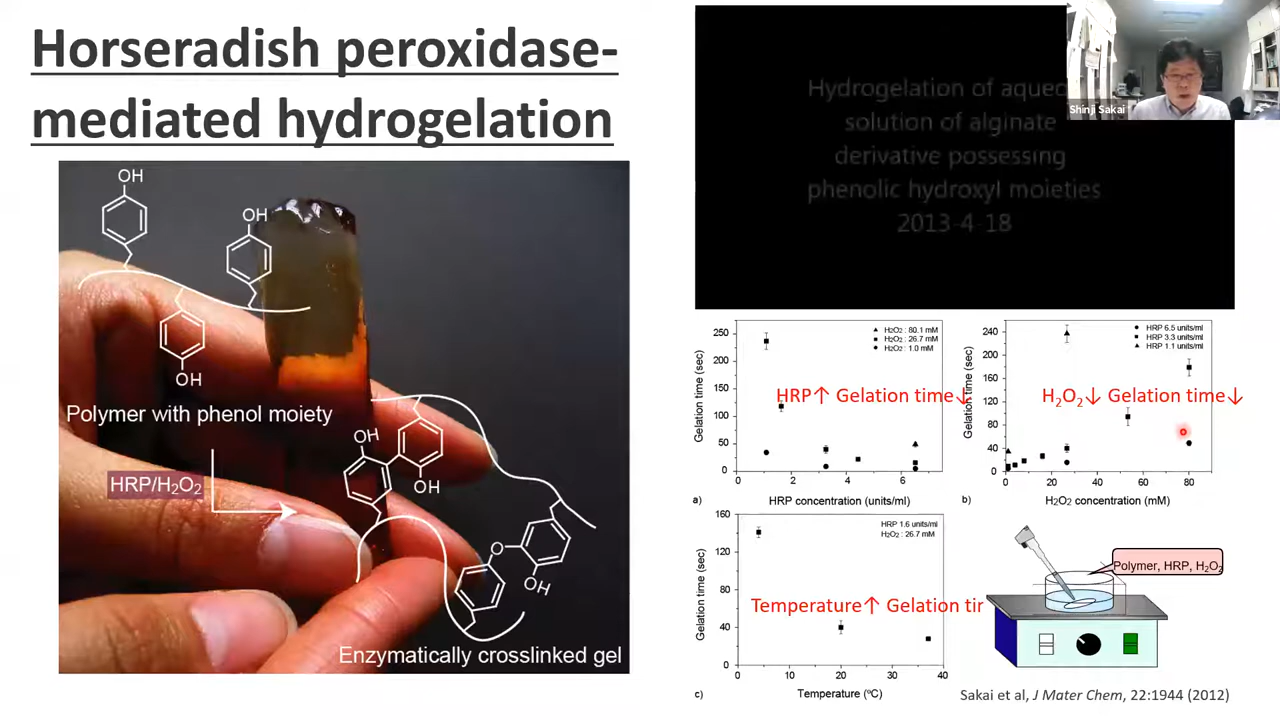 Horseradish peroxidase-
mediated hydrogelation
OH
OH
OH
Polymer with phenol moiety
HRP/H₂O₂
OH
OH
O
OH
Enzymatically crosslinked gel
Hydrogelation of aqueo
solution of alginate
derivative possessing
phenolic hydroxyl moieties
2013-4-18
Shinji Sakai
Gelation time (sec)
250
200
150
100
50
0
H₂O₂ : 80.1 mM
H₂O₂ : 26.7 mM
H₂O₂ : 1.0 mM
HRP↑ Gelation time↓
0
2
4
6
a)
HRP concentration (units/ml)
Gelation time (sec)
240
200
160
120
80
40
0
HRP 6.5 units/ml
HRP 3.3 units/ml
HRP 1.1 units/ml
H₂O₂↓ Gelation time↓
0
20
40
60
80
b)
H₂O₂ concentration (mM)
Gelation time (sec)
160
120
80
40
0
HRP 1.6 units/ml
H₂O₂ : 26.7 mM
Temperature↑ Gelation tir
0
10
20
30
40
c)
Temperature (ºC)
Polymer, HRP, H₂O₂
Sakai et al, J Mater Chem, 22:1944 (2012)